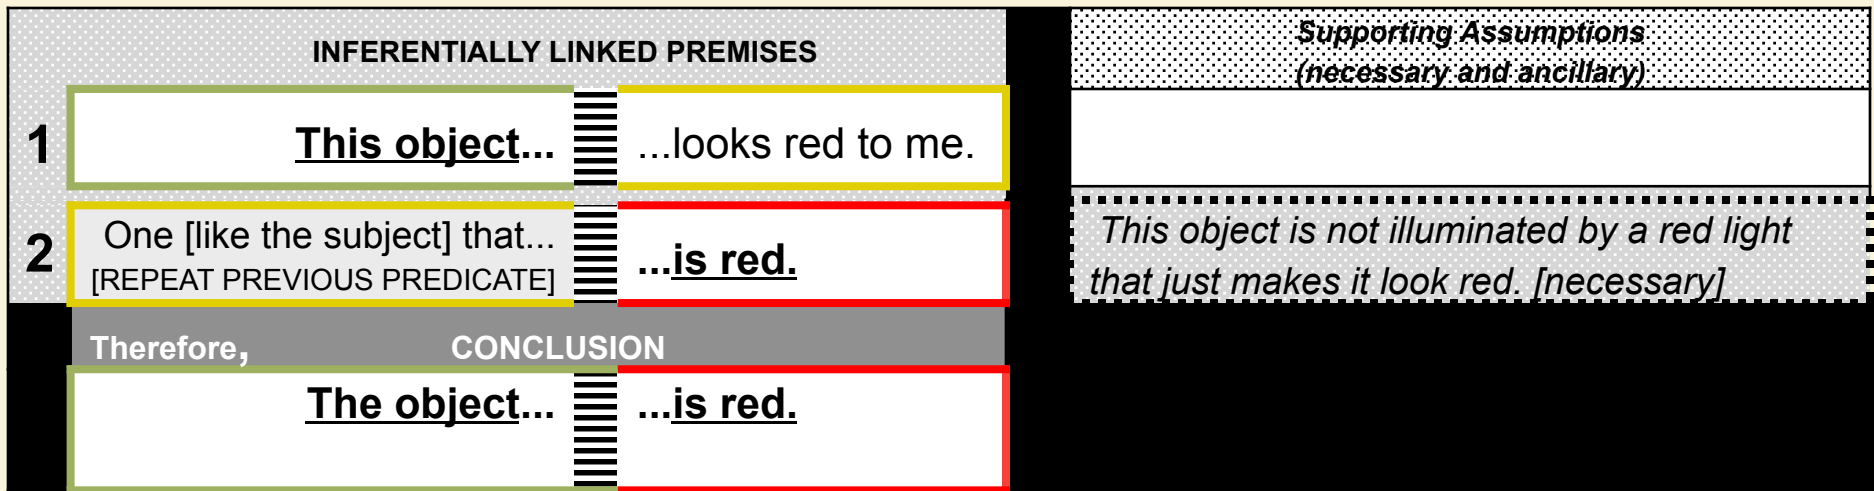 INFERENTIALLY LINKED PREMISES
Supporting Assumptions
(necessary and ancillary)
1
This object...
...looks red to me.
2
One [like the subject] that...
[REPEAT PREVIOUS PREDICATE]
...is red.
This object is not illuminated by a red light
that just makes it look red. [necessary]
Therefore, CONCLUSION
The object...
...is red.